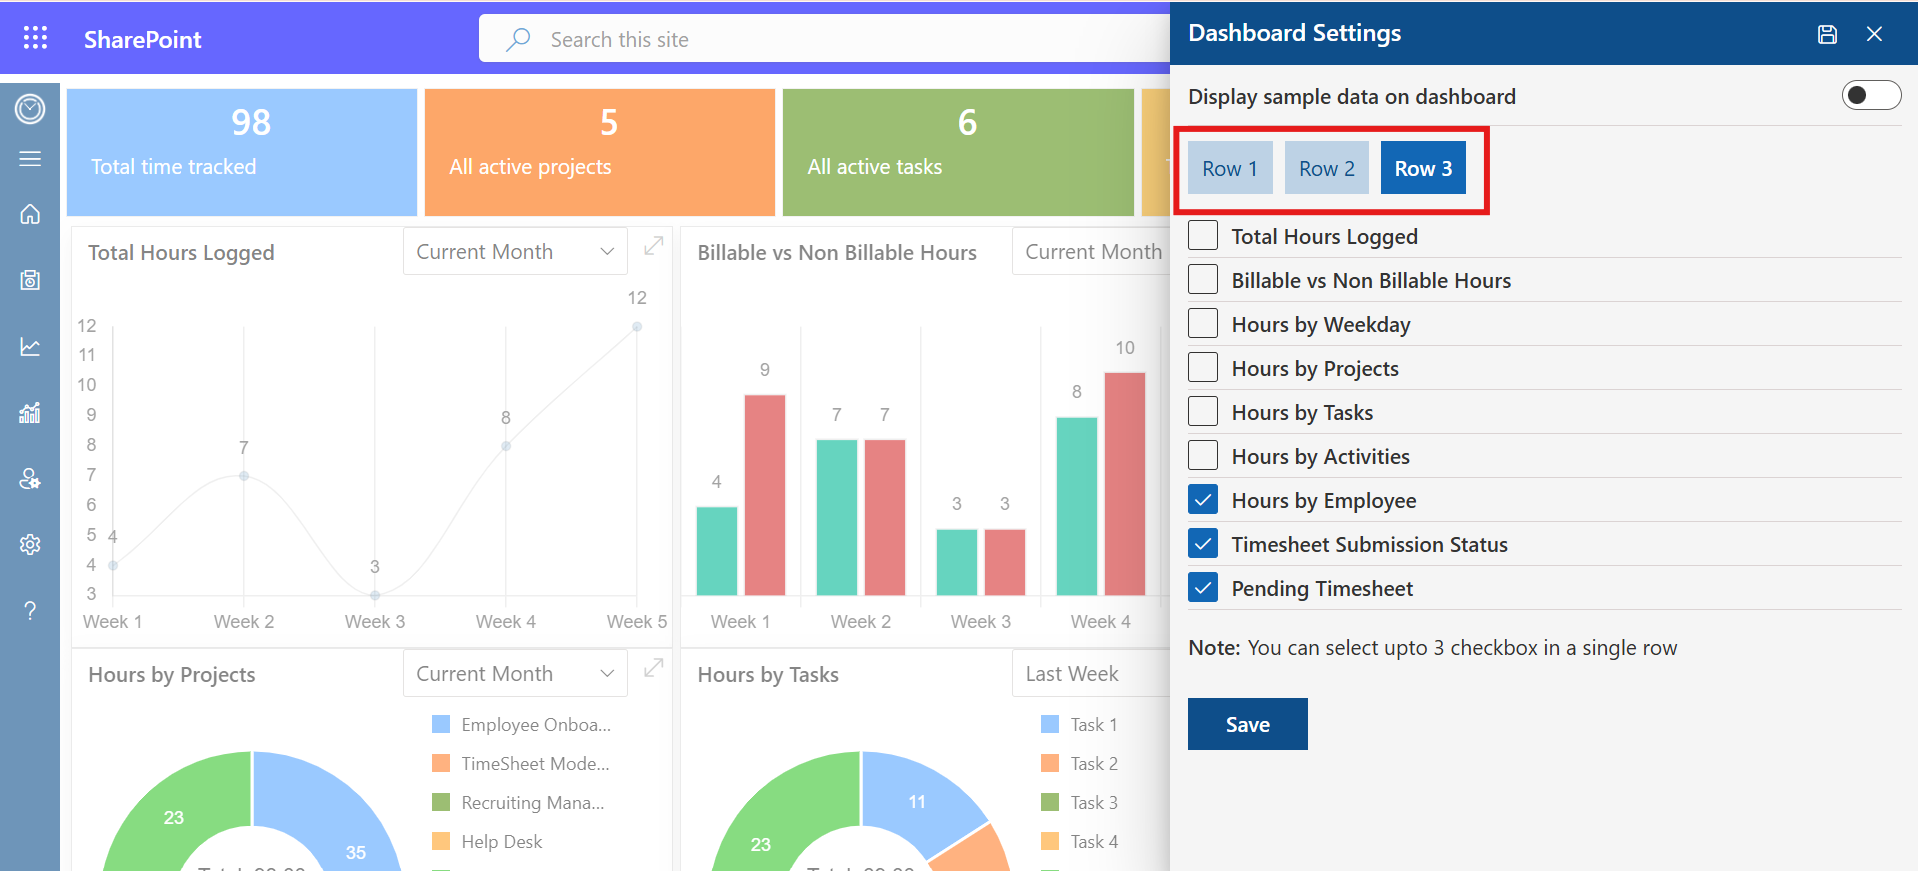 SharePoint
Search this site
98
Total time tracked
5
All active projects
6
All active tasks
Total Hours Logged
Current Month
12
12
11
10
9
8
7
6
5
4
3
4
7
3
8
Week 1
Week 2
Week 3
Week 4
Week 5
Billable vs Non Billable Hours
Current Month
4
9
7
7
3
3
8
10
Week 1
Week 2
Week 3
Week 4
Hours by Projects
Current Month
Employee Onboa...
TimeSheet Mode...
Recruiting Mana...
Help Desk
23
35
Hours by Tasks
Last Week
Task 1
Task 2
Task 3
Task 4
11
23
Dashboard Settings
Display sample data on dashboard
Row 1
Row 2
Row 3
Total Hours Logged
Billable vs Non Billable Hours
Hours by Weekday
Hours by Projects
Hours by Tasks
Hours by Activities
Hours by Employee
Timesheet Submission Status
Pending Timesheet
Note: You can select upto 3 checkbox in a single row
Save